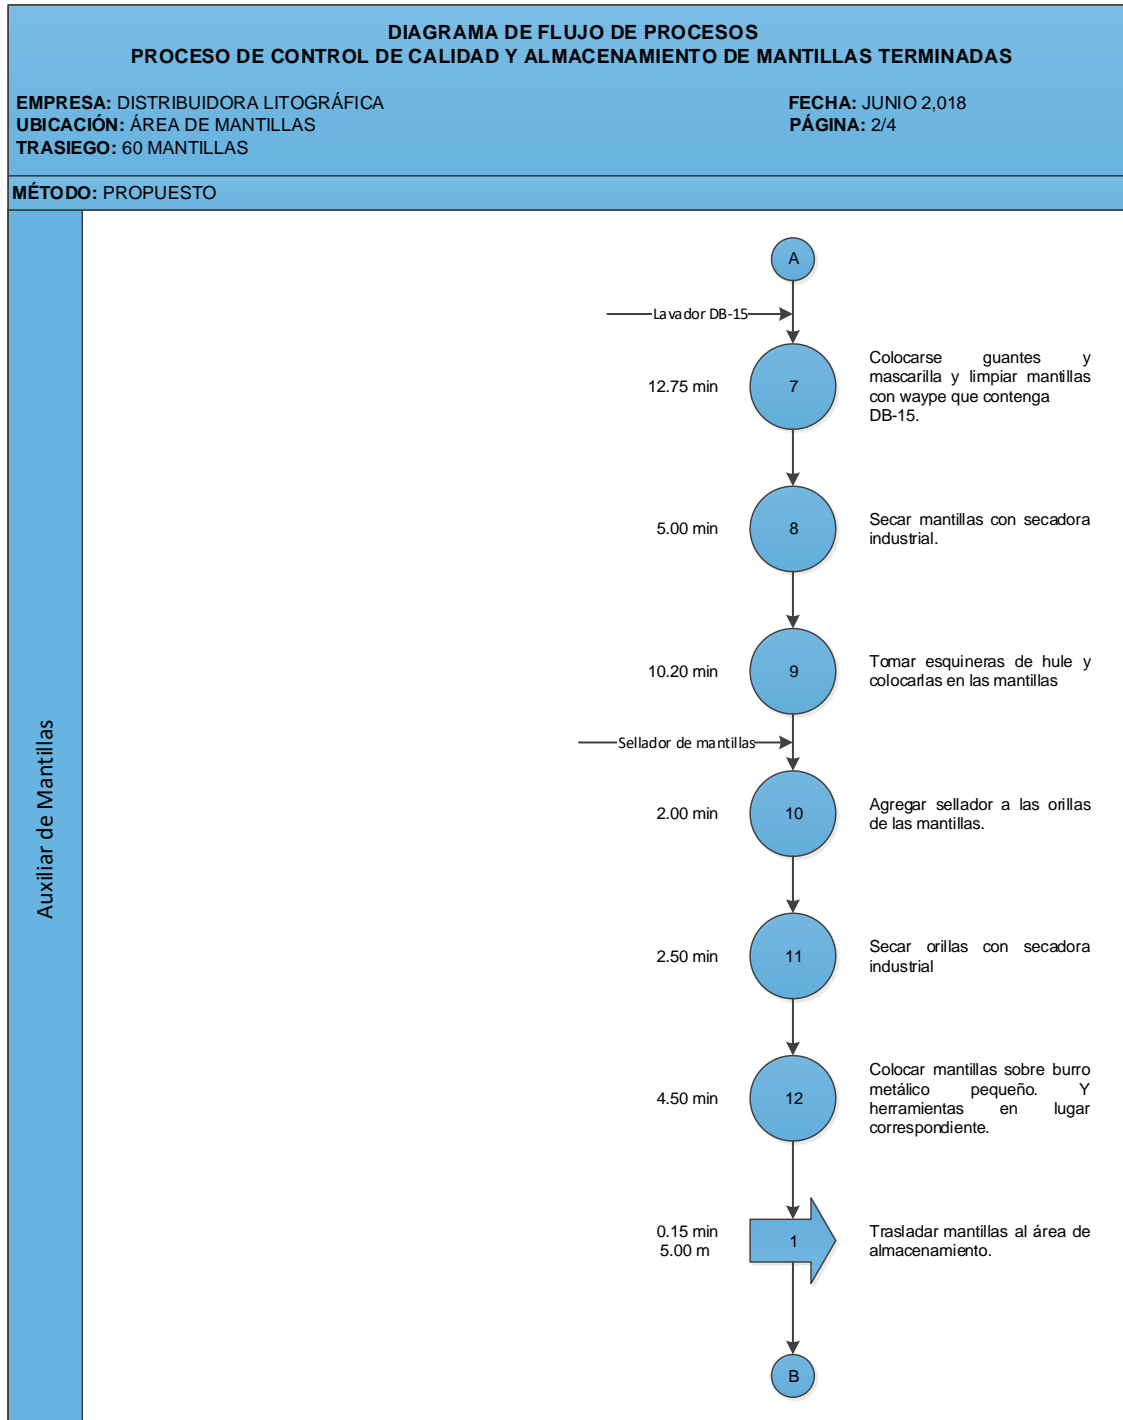 DIAGRAMA DE FLUJO DE PROCESOS
PROCESO DE CONTROL DE CALIDAD Y ALMACENAMIENTO DE MANTILLAS TERMINADAS
EMPRESA: DISTRIBUIDORA LITOGRÁFICA
UBICACIÓN: ÁREA DE MANTILLAS
TRASIEGO: 60 MANTILLAS
FECHA: JUNIO 2,018
PÁGINA: 2/4
MÉTODO: PROPUESTO
Auxiliar de Mantillas
A
Lavador DB-15
12.75 min
7
Colocarse guantes y
mascarilla y limpiar mantillas
con waype que contenga
DB-15.
5.00 min
8
Secar mantillas con secadora
industrial.
10.20 min
9
Tomar esquineras de hule y
colocarlas en las mantillas
Sellador de mantillas
2.00 min
10
Agregar sellador a las orillas
de las mantillas.
2.50 min
11
Secar orillas con secadora
industrial
4.50 min
12
Colocar mantillas sobre burro
metálico pequeño. Y
herramientas en lugar
correspondiente.
0.15 min
5.00 m
1
Trasladar mantillas al área de
almacenamiento.
B